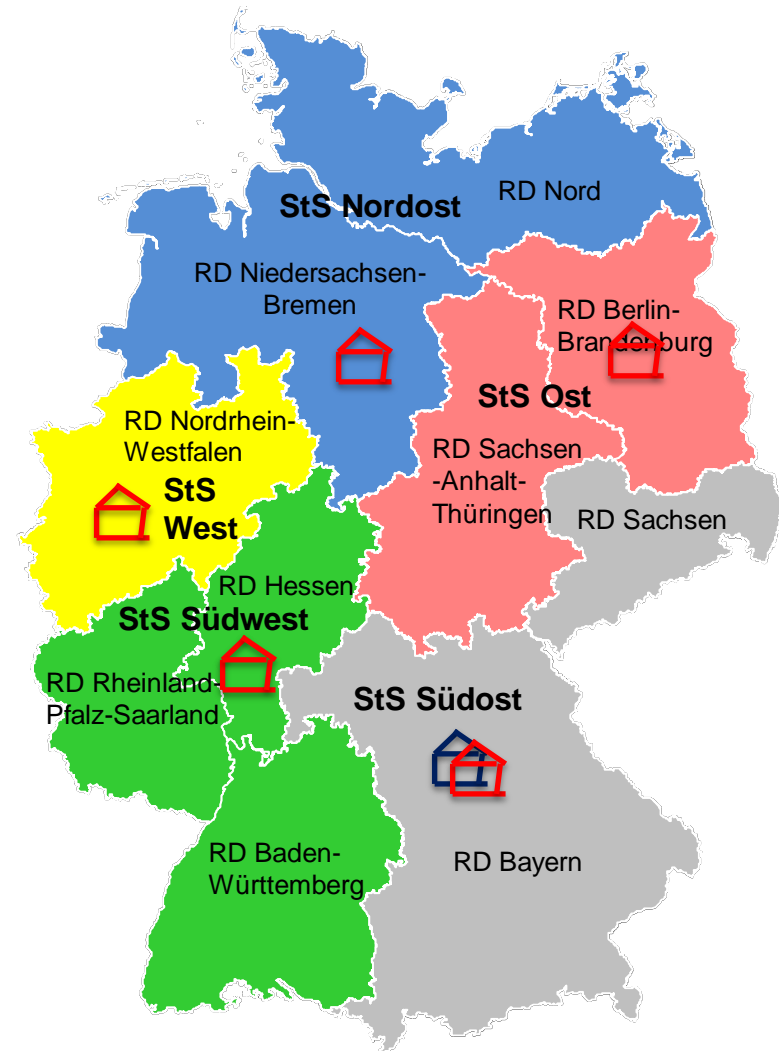 RD Nord
StS Nordost
RD Niedersachsen-
Bremen
RD Berlin-
Brandenburg
StS Ost
RD Nordrhein-
Westfalen
RD Sachsen
-Anhalt-
Thüringen
StS
West
RD Sachsen
RD Hessen
StS Südwest
RD Rheinland-
Pfalz-Saarland
StS Südost
RD Baden-
Württemberg
RD Bayern